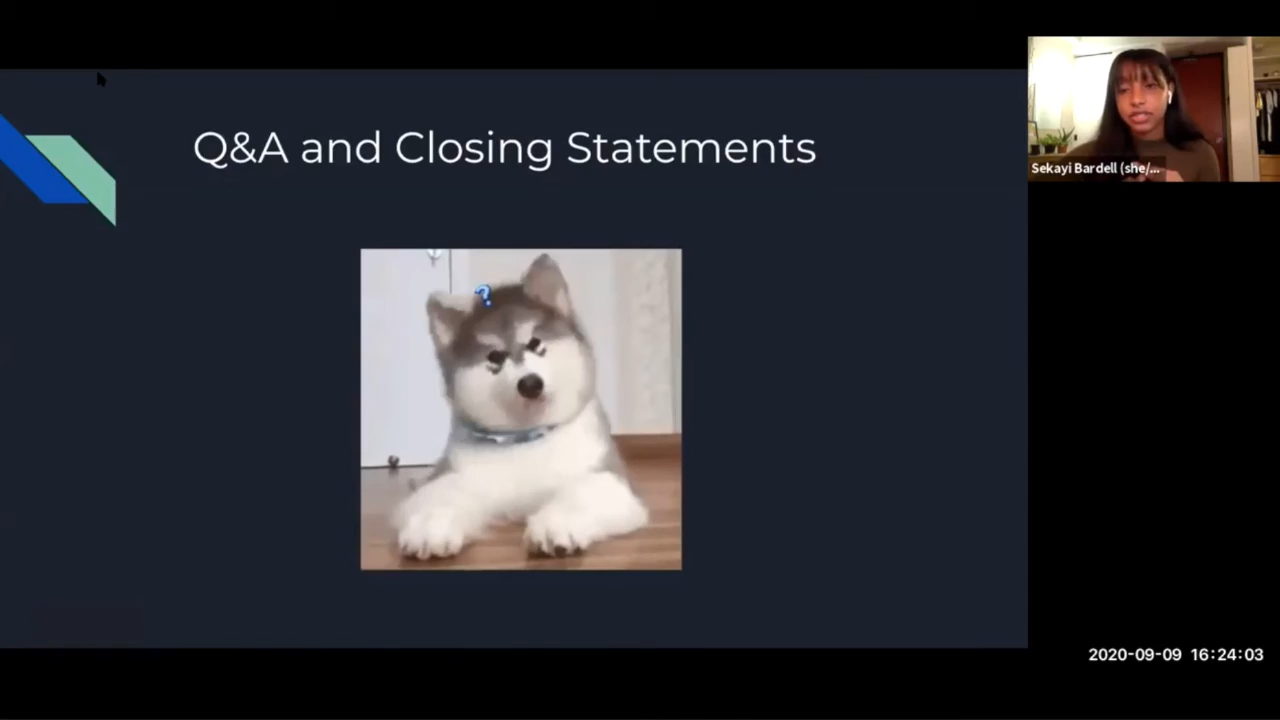 Q&A and Closing Statements
?
Sekayi Bardell (she/...
2020-09-09 16:24:03